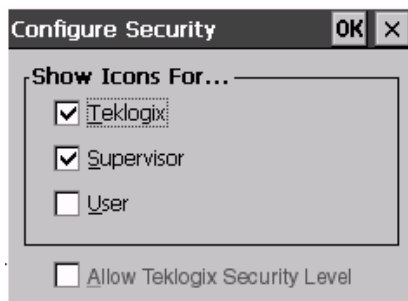 Configure Security OK ×
Show Icons For...
Teklogix
Supervisor
User
Allow Teklogix Security Level